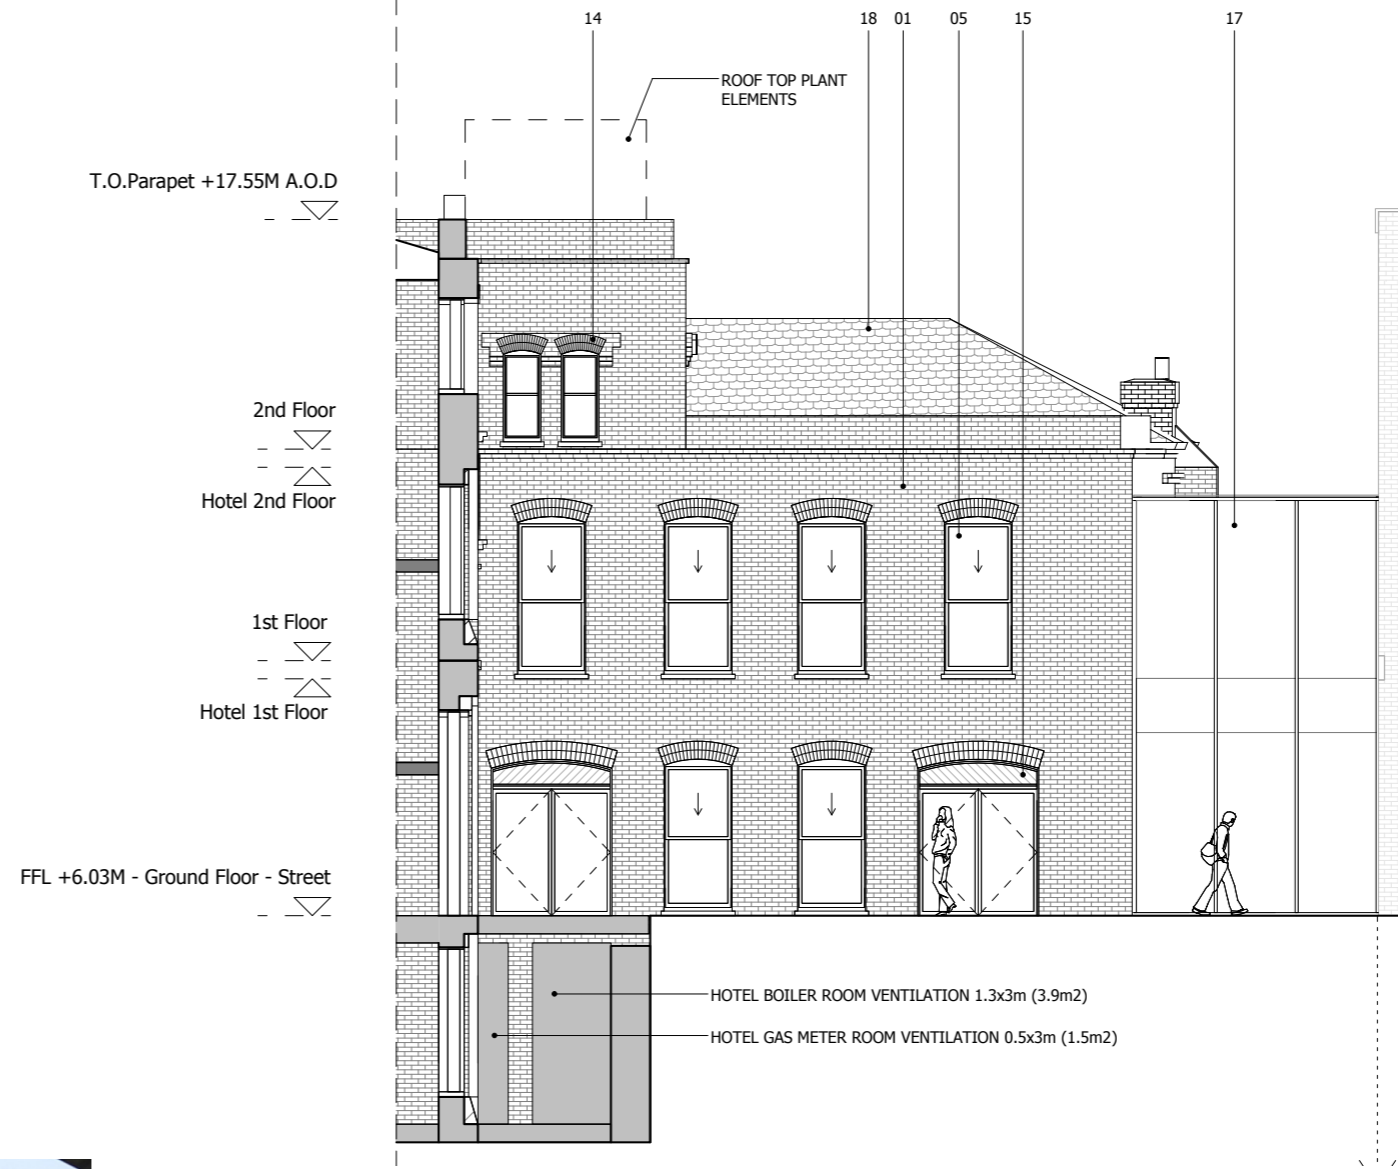 14 18 01 05 15 17
ROOF TOP PLANT
ELEMENTS
T.O.Parapet +17.55M A.O.D
2nd Floor
Hotel 2nd Floor
1st Floor
Hotel 1st Floor
FFL +6.03M - Ground Floor - Street
HOTEL BOILER ROOM VENTILATION 1.3x3m (3.9m2)
HOTEL GAS METER ROOM VENTILATION 0.5x3m (1.5m2)